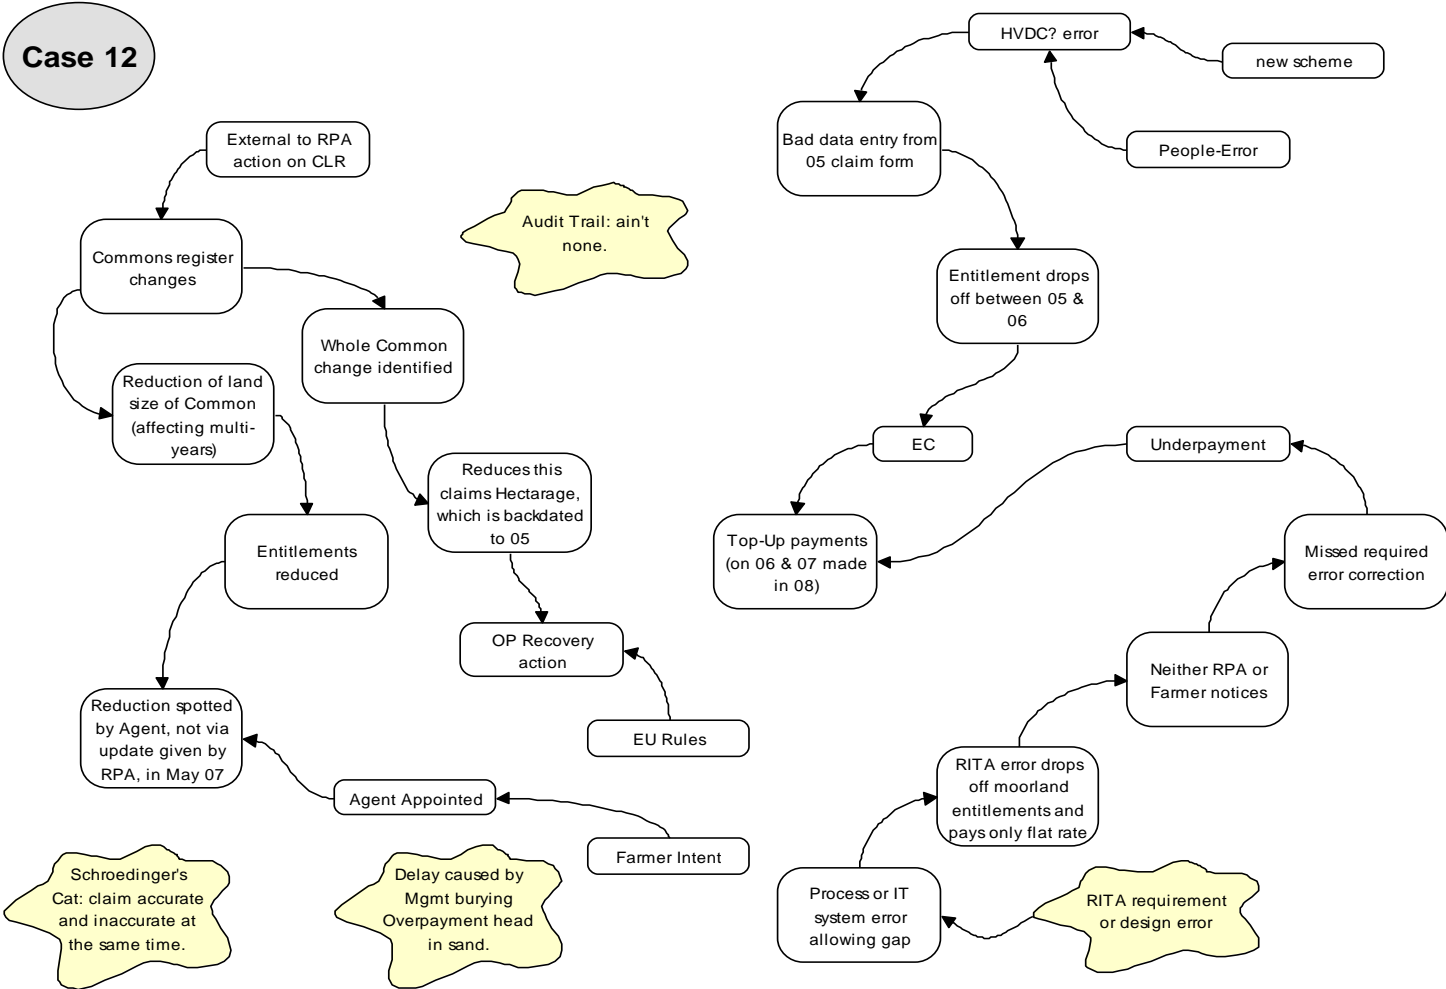 Case 12
External to RPA
action on CLR
Commons register
changes
Audit Trail: ain't
none.
Whole Common
change identified
Reduction of land
size of Common
(affecting multi-
years)
Reduces this
claims Hectarage,
which is backdated
to 05
Entitlements
reduced
OP Recovery
action
EU Rules
Reduction spotted
by Agent, not via
update given by
RPA, in May 07
Agent Appointed
Farmer Intent
Schroedinger's
Cat: claim accurate
and inaccurate at
the same time.
Delay caused by
Mgmt burying
Overpayment head
in sand.
HVDC? error
new scheme
People-Error
Bad data entry from
05 claim form
Entitlement drops
off between 05 &
06
EC
Underpayment
Top-Up payments
(on 06 & 07 made
in 08)
Missed required
error correction
Neither RPA or
Farmer notices
RITA error drops
off moorland
entitlements and
pays only flat rate
Process or IT
system error
allowing gap
RITA requirement
or design error